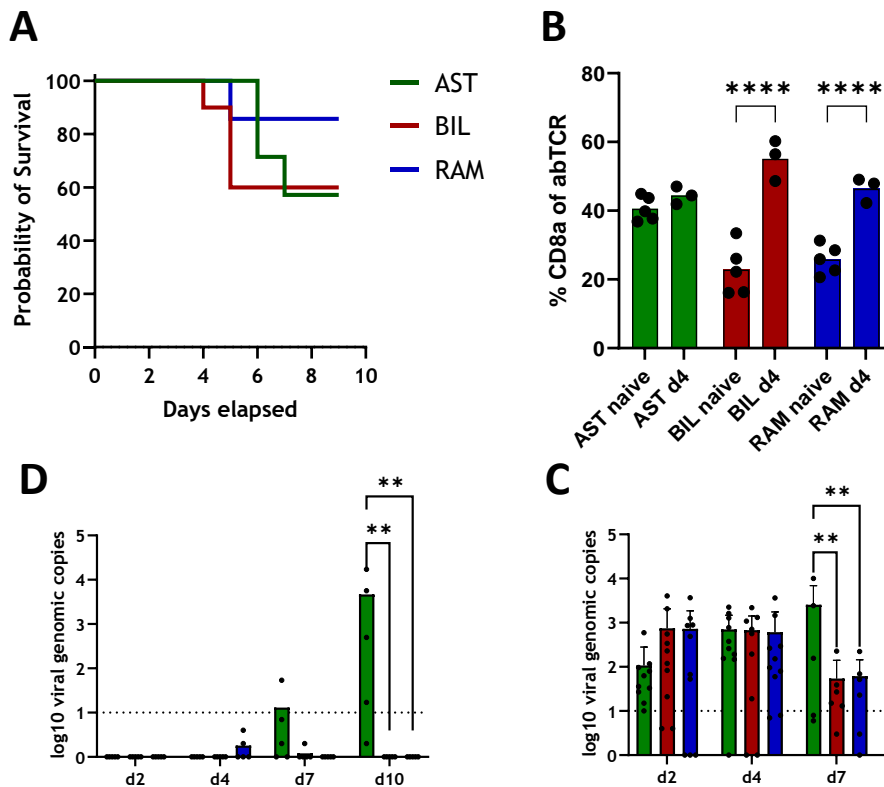 A
Probability of Survival
100
80
60
40
20
0
0 2 4 6 8 10
Days elapsed
AST
BIL
RAM
B
% CD8a of abTCR
80
60
40
20
0
**** ****
AST naive
AST d4
BIL naive
BIL d4
RAM naive
RAM d4
D
log10 viral genomic copies
5
4
3
2
1
0
**
**
d2 d4 d7 d10
C
log10 viral genomic copies
5
4
3
2
1
0
**
**
d2 d4 d7